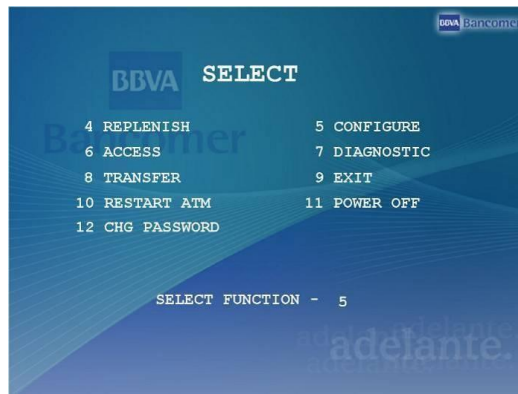 BBVA Bancomer
BBVA SELECT
Bancomer
4 REPLENISH 5 CONFIGURE
6 ACCESS 7 DIAGNOSTIC
8 TRANSFER 9 EXIT
10 RESTART ATM 11 POWER OFF
12 CHG PASSWORD
SELECT FUNCTION - 5
adelante.